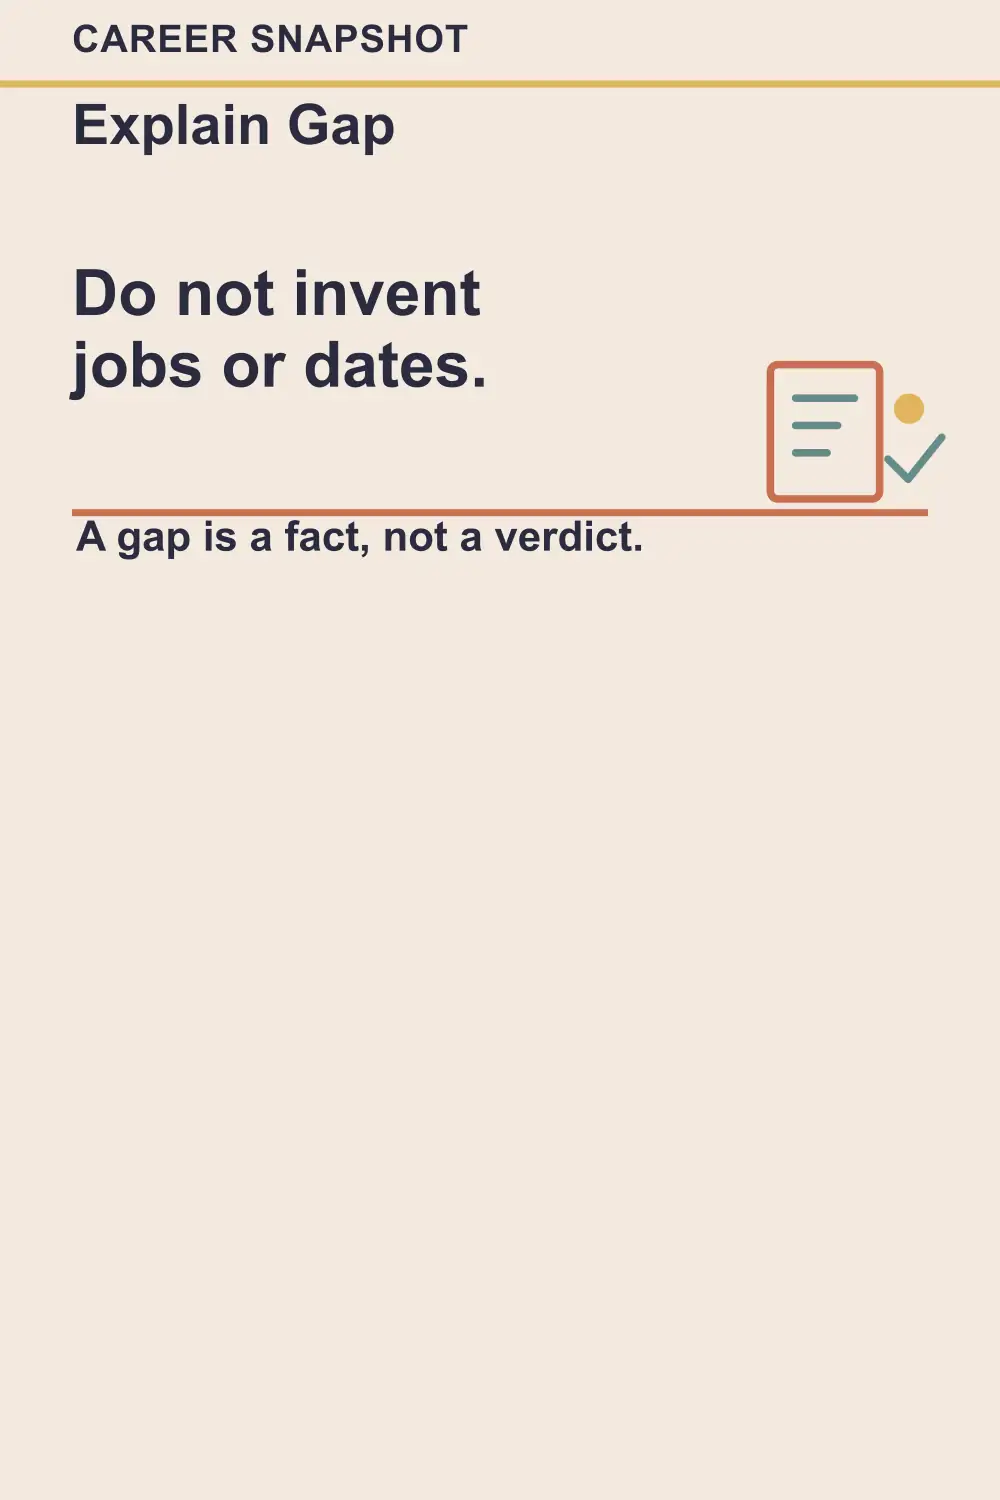 CAREER SNAPSHOT
Explain Gap
Do not invent
jobs or dates.
A gap is a fact, not a verdict.